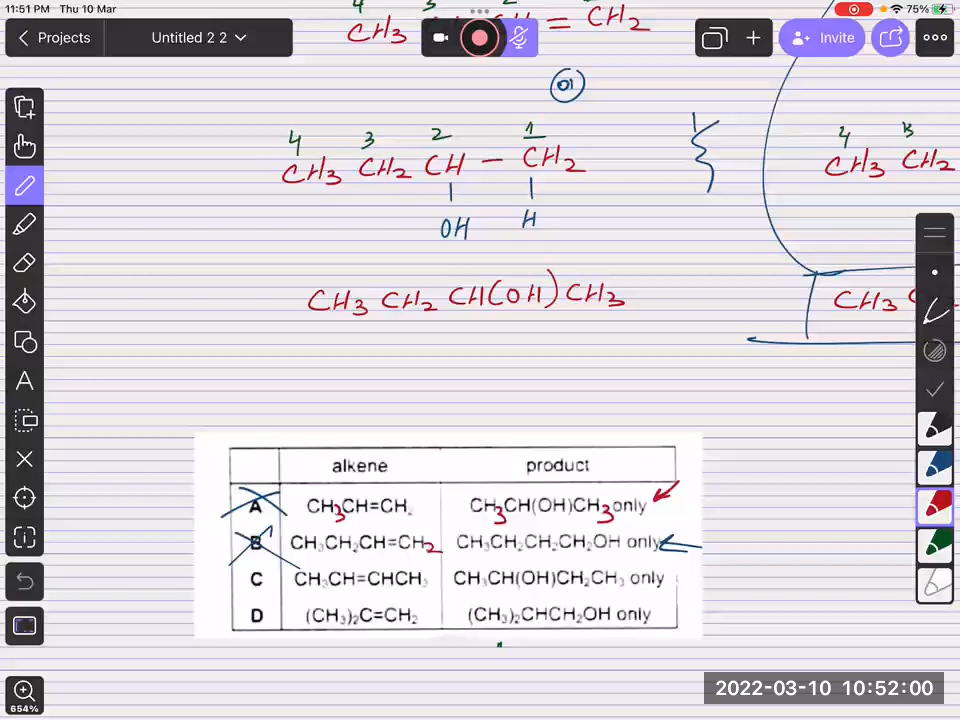 11:51 PM Thu 10 Mar 75%
Projects Untitled 2 2 Invite
CH3 = CH2
01
4 3 2 1
CH3 CH2 CH — CH2
OH H
4 3
CH3 CH2
CH3 CH2 CH(OH) CH3
CH3
alkene product
A CH3CH=CH2 CH3CH(OH)CH3 only
B CH3CH2CH=CH2 CH3CH2CH2CH2OH only
C CH3CH=CHCH3 CH3CH(OH)CH2CH3 only
D (CH3)2C=CH2 (CH3)2CHCH2OH only
654%
2022-03-10 10:52:00